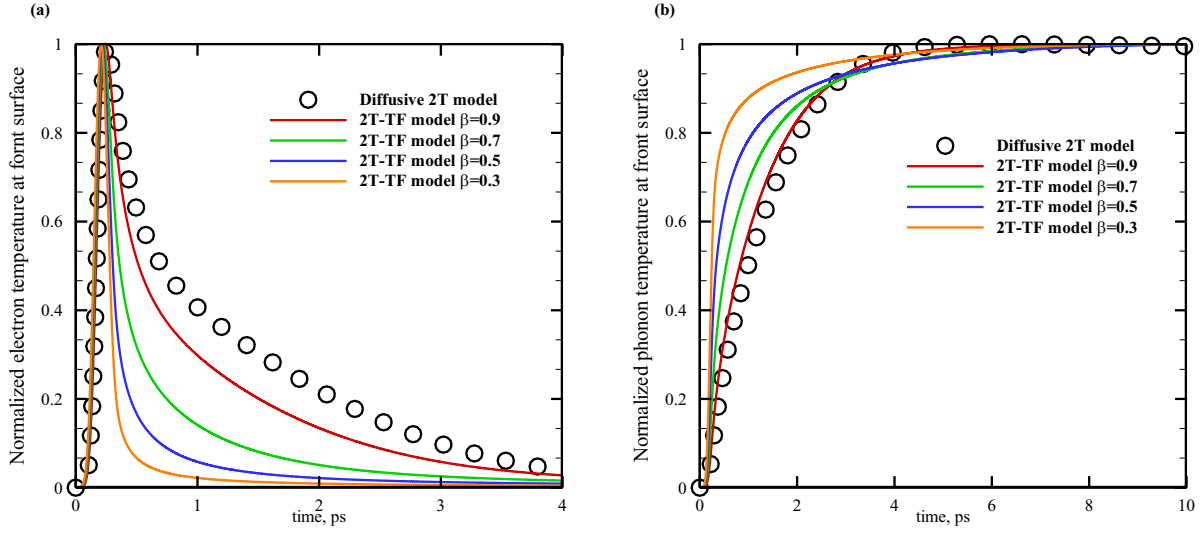 (a)
Normalized electron temperature at fornt surface
1
0.8
0.6
0.4
0.2
0
0
1
2
3
4
time, ps
Diffusive 2T model
2T-TF model β=0.9
2T-TF model β=0.7
2T-TF model β=0.5
2T-TF model β=0.3
(b)
Normalized phonon temperature at front surface
1
0.8
0.6
0.4
0.2
0
0
2
4
6
8
10
time, ps
Diffusive 2T model
2T-TF model β=0.9
2T-TF model β=0.7
2T-TF model β=0.5
2T-TF model β=0.3